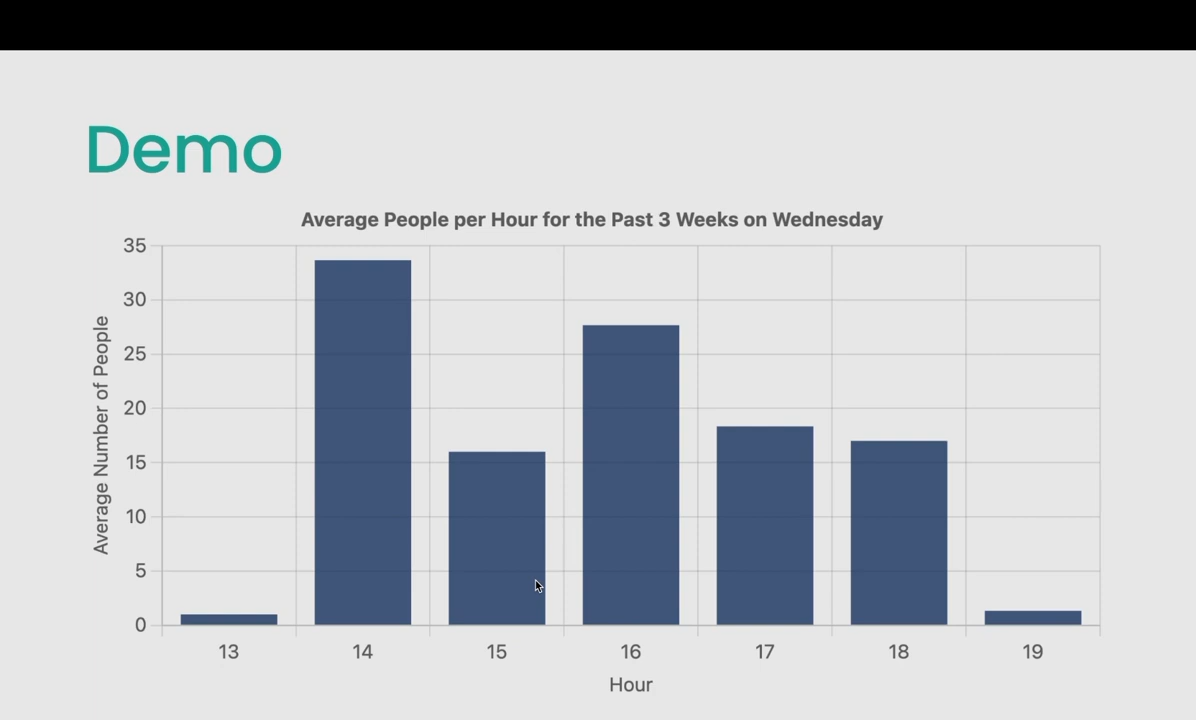 Demo
Average People per Hour for the Past 3 Weeks on Wednesday
35
30
25
20
15
10
5
0
Average Number of People
13 14 15 16 17 18 19
Hour